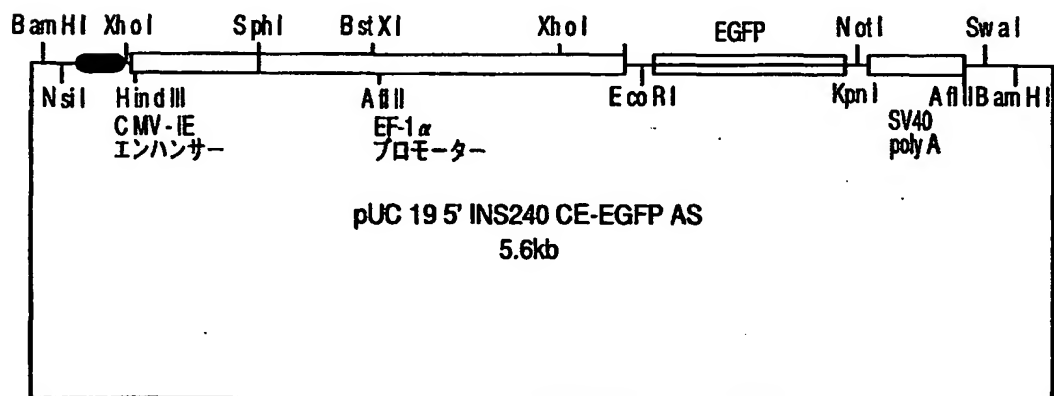 BamHI XhoI SphI BstXI XhoI EGFP NotI SwaI
NsiI HindIII AflII EcoRI KpnI AflII BamHI
CMV-IE
エンハンサー
EF-1α
プロモーター
SV40
poly A
pUC 19 5' INS240 CE-EGFP AS
5.6kb